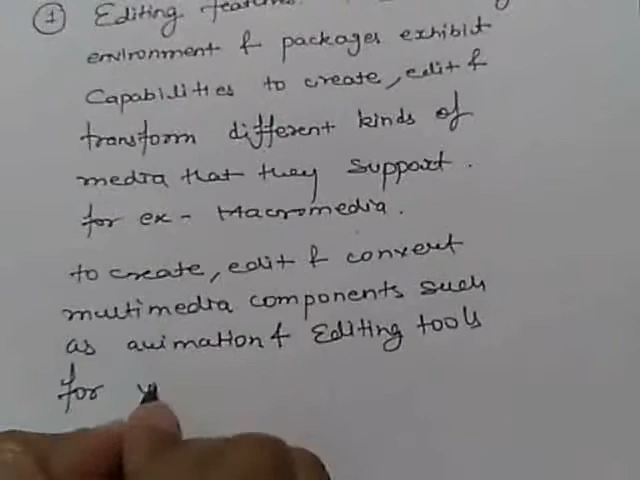 ① Editing features
environment & packages exhibit
Capabilities to create, edit &
transform different kinds of
media that they support.
for ex - Macromedia.
to create, edit & convert
multimedia components such
as animation & Editing tools
for